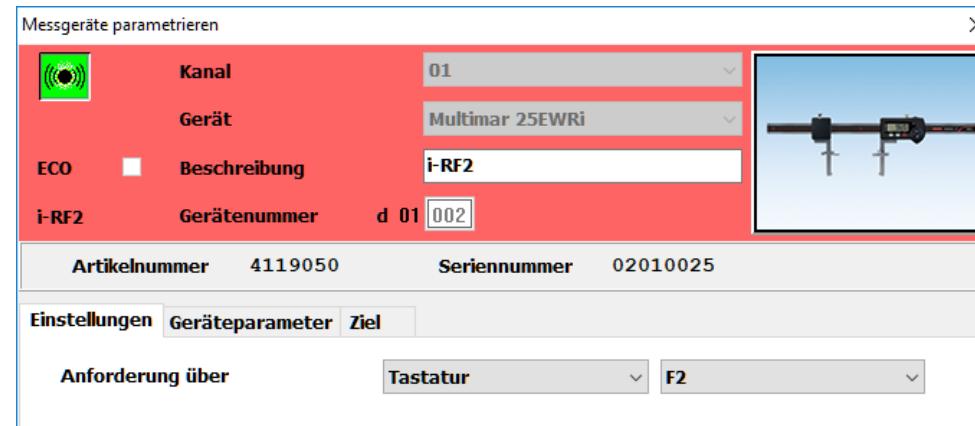 Messgeräte parametrieren
Kanal 01
Gerät Multimar 25EWRi
ECO Beschreibung i-RF2
i-RF2 Gerätenummer d 01 002
Artikelnummer 4119050 Seriennummer 02010025
Einstellungen Geräteparameter Ziel
Anforderung über Tastatur F2